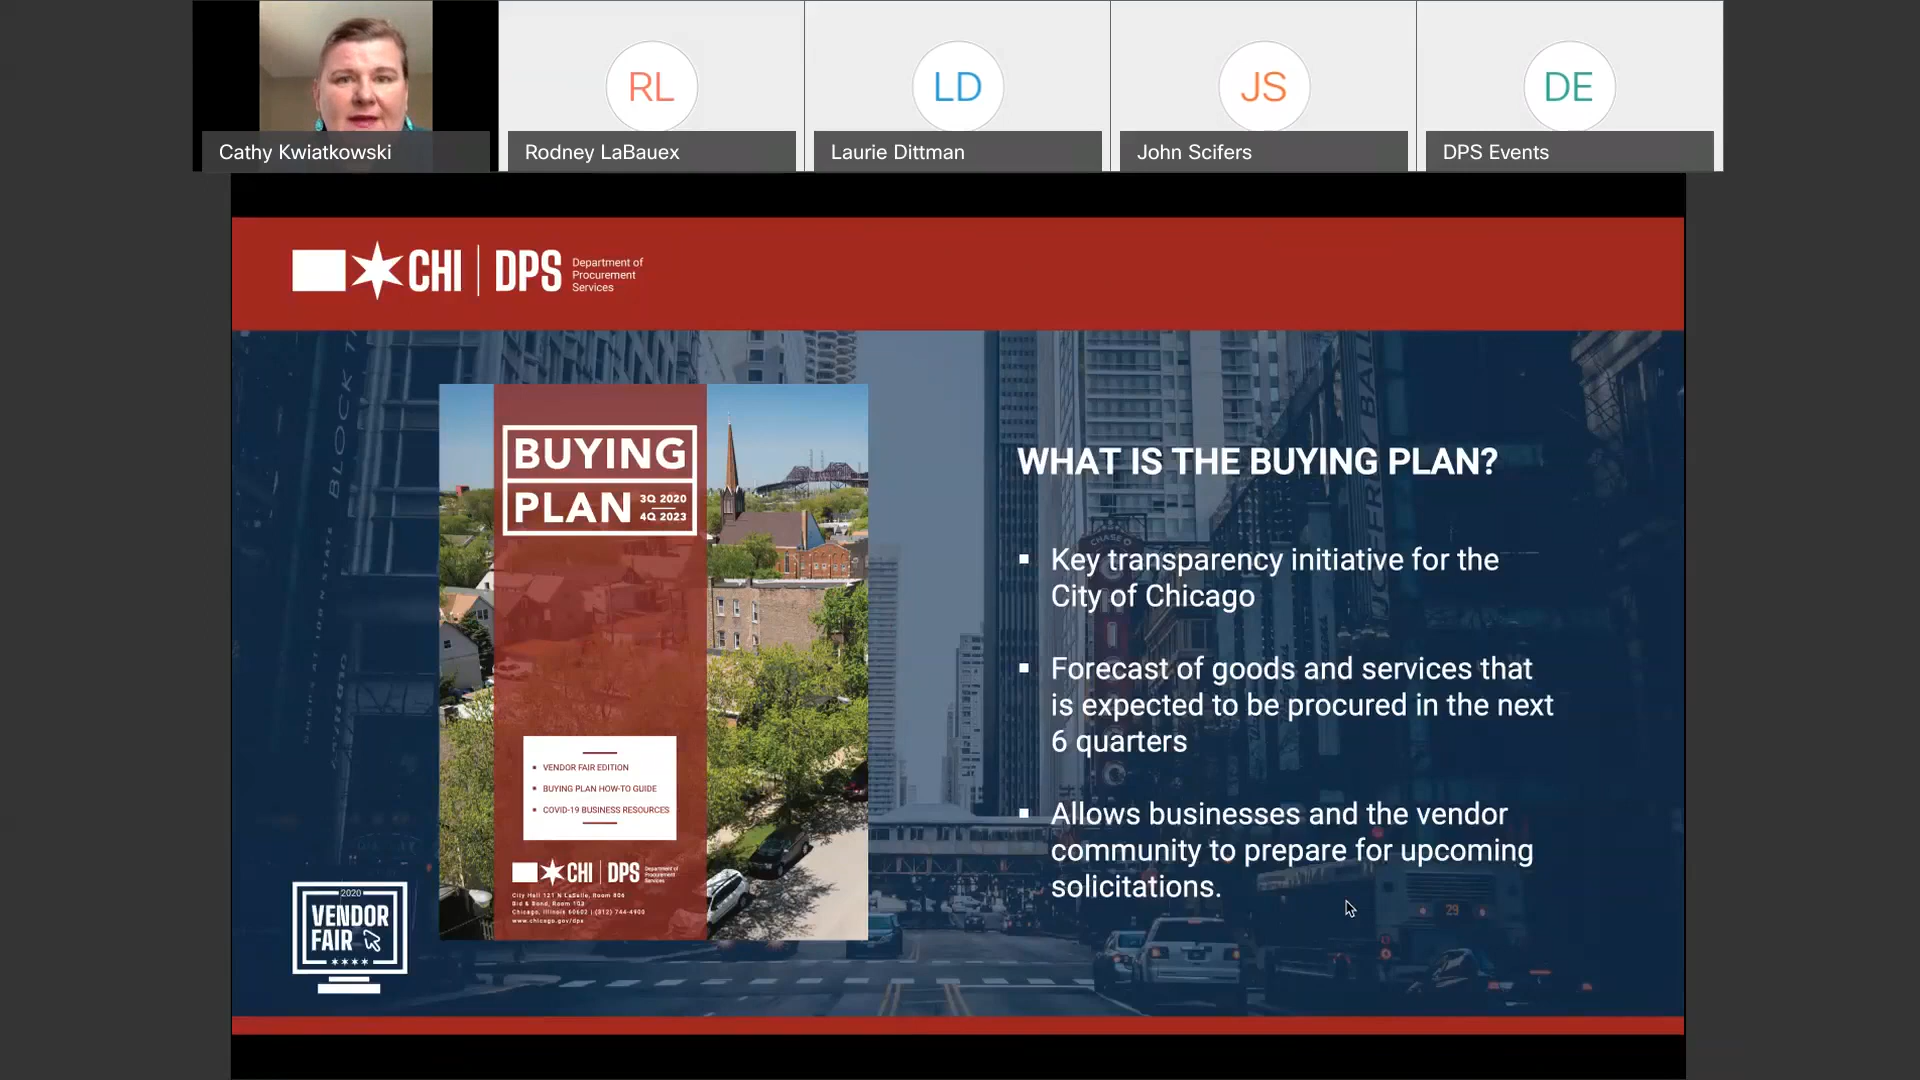 RL
LD
JS
DE
Cathy Kwiatkowski
Rodney LaBauex
Laurie Dittman
John Scifers
DPS Events
CHI | DPS Department of
Procurement
Services
BUYING
PLAN 3Q 2020
4Q 2023
VENDOR FAIR EDITION
BUYING PLAN HOW-TO GUIDE
COVID-19 BUSINESS RESOURCES
CHI | DPS Department of
Procurement
Services
City Hall 121 N LaSalle, Room 806
Bid & Bond, Room 103
Chicago, Illinois 60602 | (312) 744-4900
www.chicago.gov/dps
WHAT IS THE BUYING PLAN?
▪ Key transparency initiative for the
City of Chicago
▪ Forecast of goods and services that
is expected to be procured in the next
6 quarters
▪ Allows businesses and the vendor
community to prepare for upcoming
solicitations.
2020
VENDOR
FAIR
BLOCK
CHASE
JOFFREY BALL
29